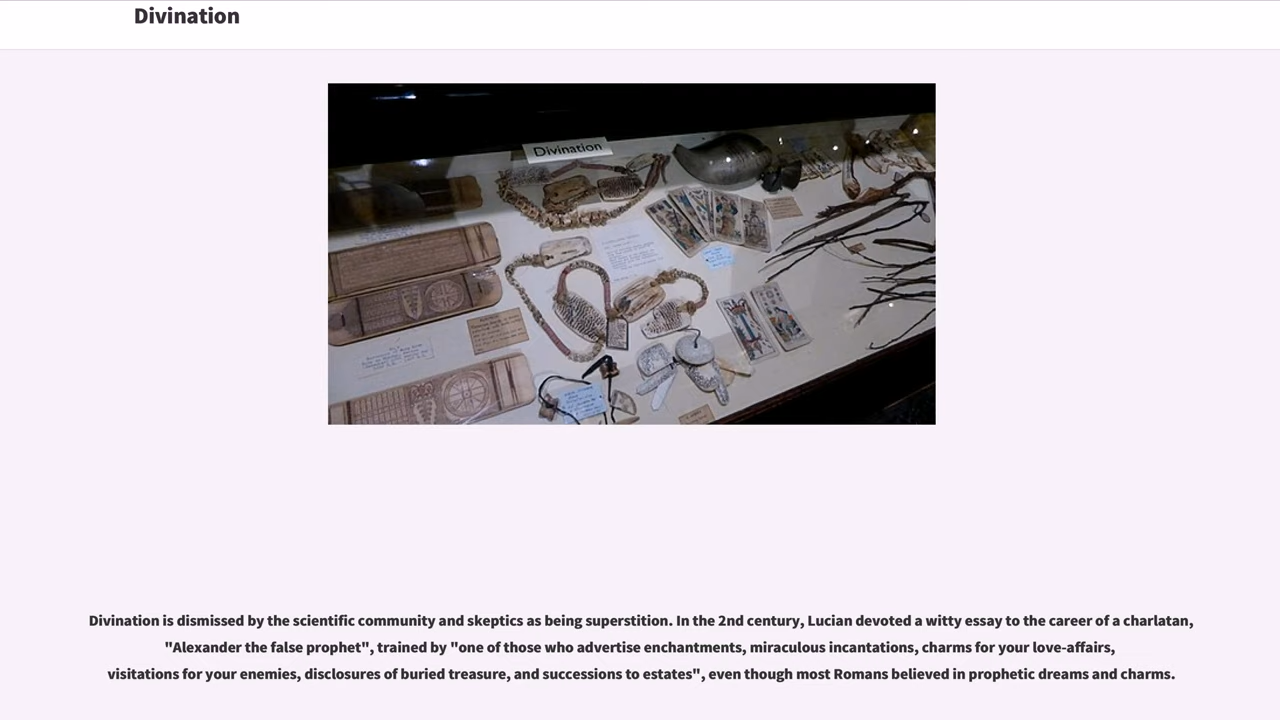 Divination
Divination
Divination is dismissed by the scientific community and skeptics as being superstition. In the 2nd century, Lucian devoted a witty essay to the career of a charlatan,
"Alexander the false prophet", trained by "one of those who advertise enchantments, miraculous incantations, charms for your love-affairs,
visitations for your enemies, disclosures of buried treasure, and successions to estates", even though most Romans believed in prophetic dreams and charms.